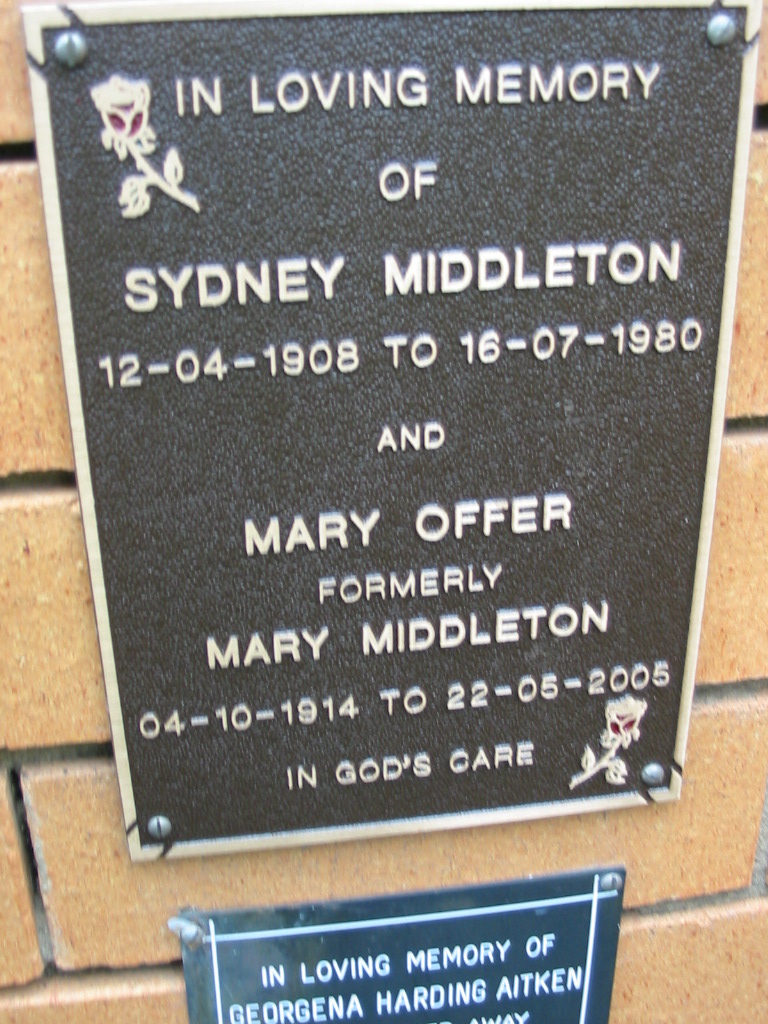 IN LOVING MEMORY
OF
SYDNEY MIDDLETON
12-04-1908 TO 16-07-1980
AND
MARY OFFER
FORMERLY
MARY MIDDLETON
04-10-1914 TO 22-05-2005
IN GOD'S CARE
IN LOVING MEMORY OF
GEORGENA HARDING AITKEN
AWAY